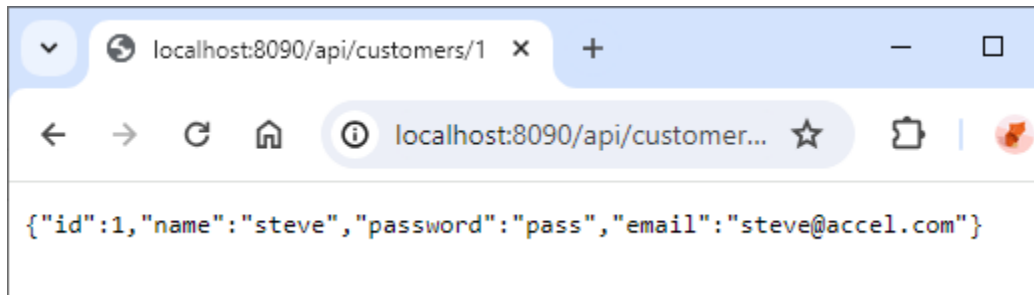 localhost:8090/api/customers/1
localhost:8090/api/customer...
{"id":1,"name":"steve","password":"pass","email":"steve@accel.com"}